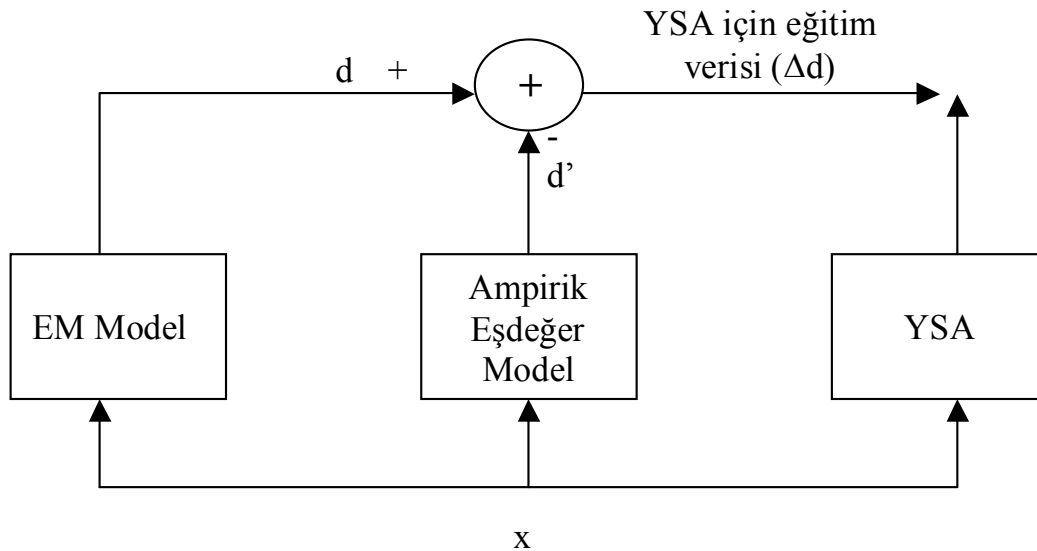 YSA için eğitim
verisi (Δd)
d +
+
-
d’
EM Model
Ampirik
Eşdeğer
Model
YSA
x